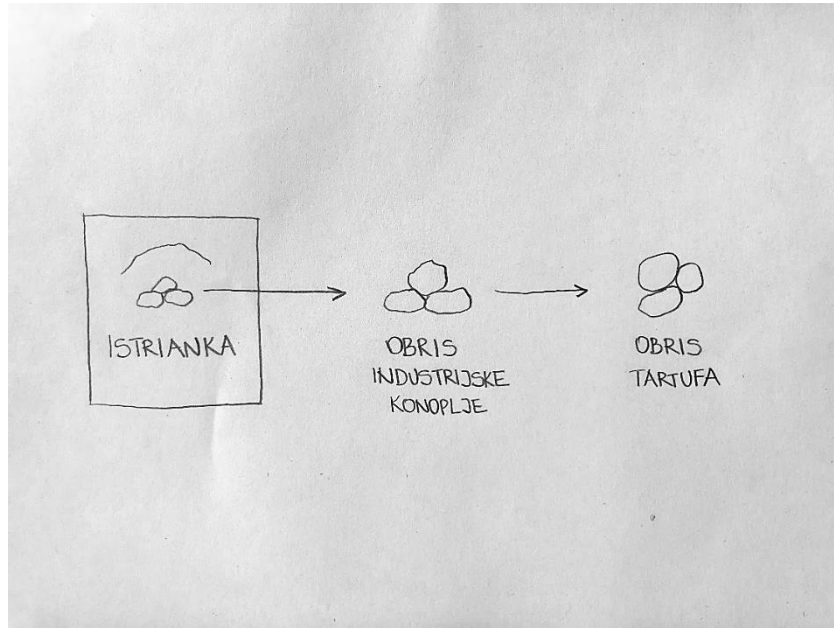 ISTRIANKA
OBRIS
INDUSTRIJSKE
KONOPLJE
OBRIS
TARTUFA